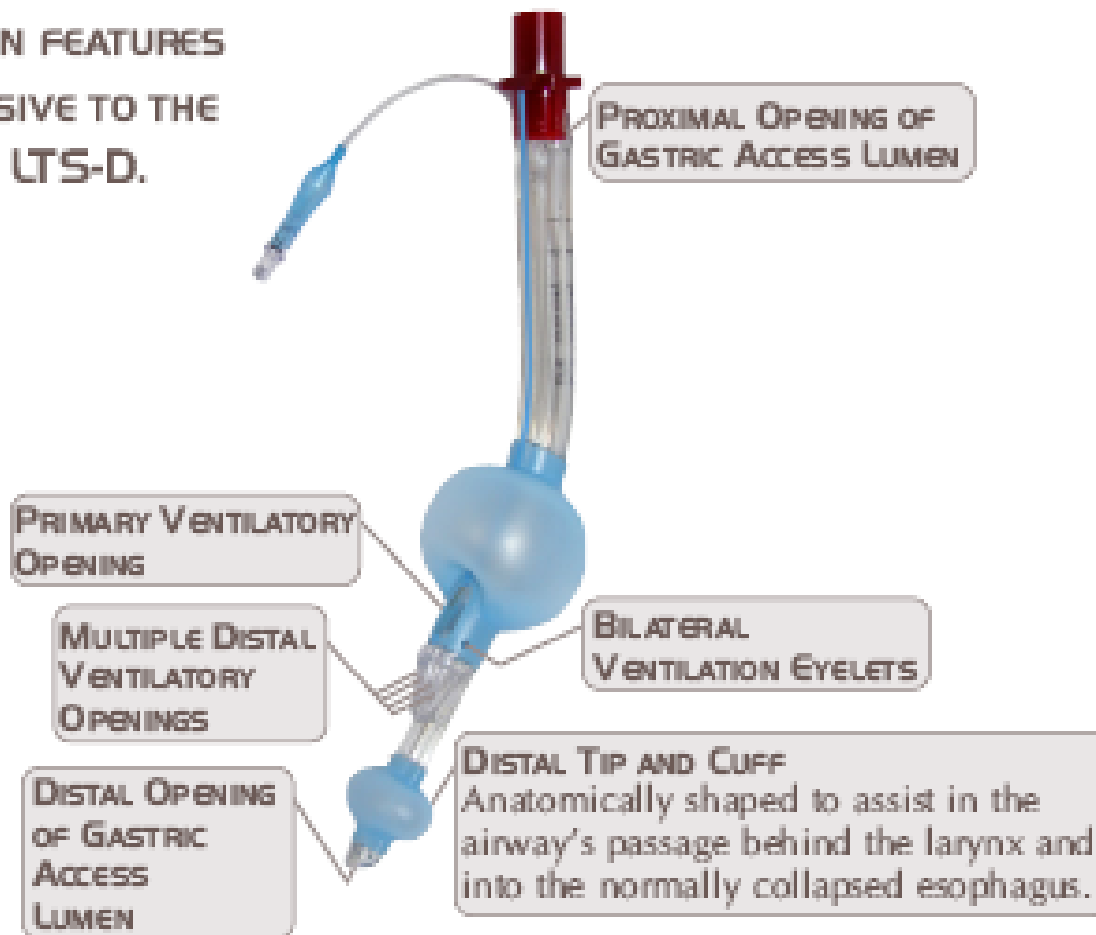 N FEATURES
SIVE TO THE
LTS-D.
PROXIMAL OPENING OF
GASTRIC ACCESS LUMEN
PRIMARY VENTILATORY
OPENING
MULTIPLE DISTAL
VENTILATORY
OPENINGS
BILATERAL
VENTILATION EYELETS
DISTAL OPENING
OF GASTRIC
ACCESS
LUMEN
DISTAL TIP AND CUFF
Anatomically shaped to assist in the
airway's passage behind the larynx and
into the normally collapsed esophagus.